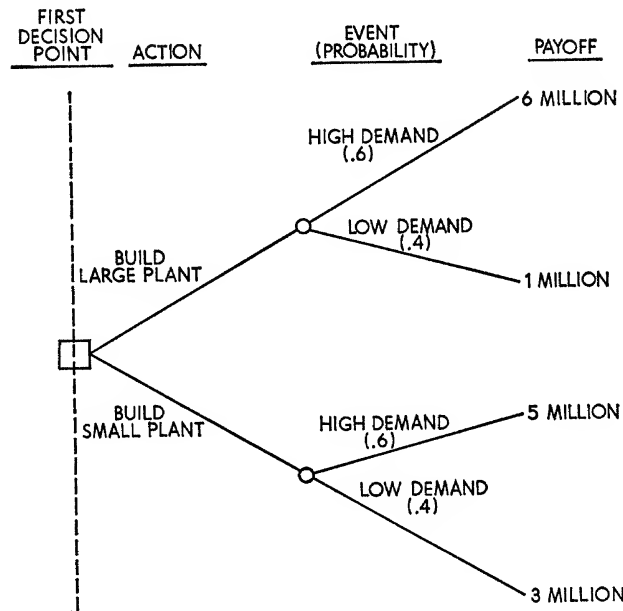 FIRST
DECISION
POINT
ACTION
EVENT
(PROBABILITY)
PAYOFF
6 MILLION
HIGH DEMAND
(.6)
LOW DEMAND
(.4)
BUILD
LARGE PLANT
1 MILLION
BUILD
SMALL PLANT
5 MILLION
HIGH DEMAND
(.6)
LOW DEMAND
(.4)
3 MILLION